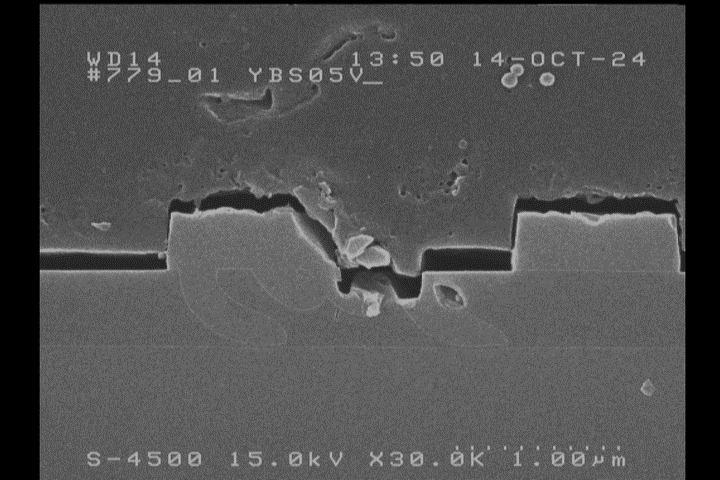 WD14 13:50 14-OCT-24
#779_01 YBS05V_
S-4500 15.0kV X30.0K 1.00µm